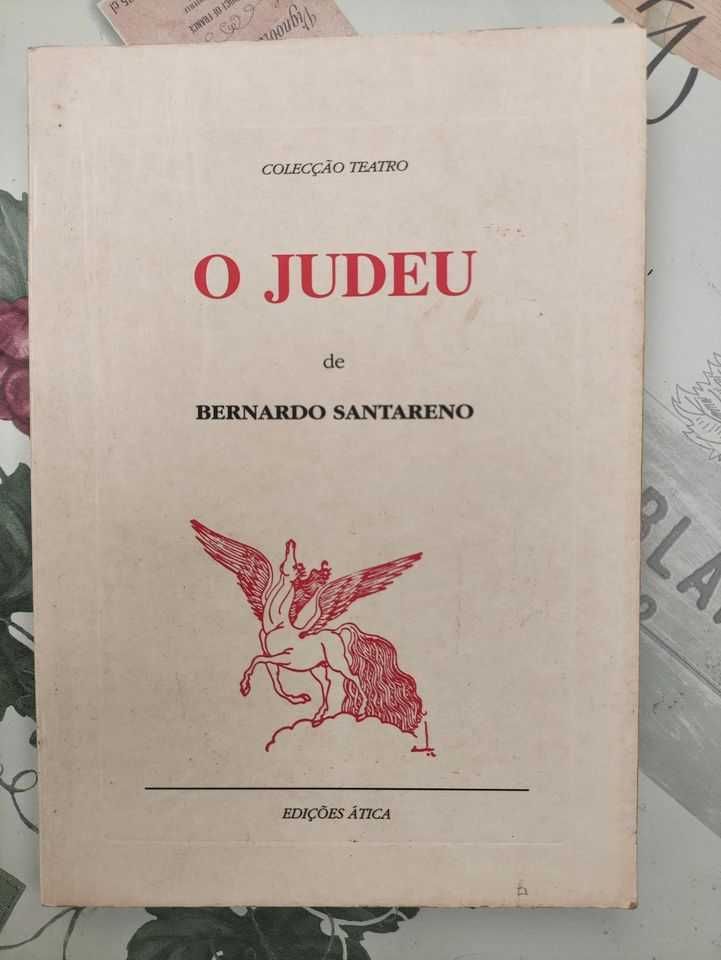 COLECÇÃO TEATRO
O JUDEU
de
BERNARDO SANTARENO
EDIÇÕES ÁTICA